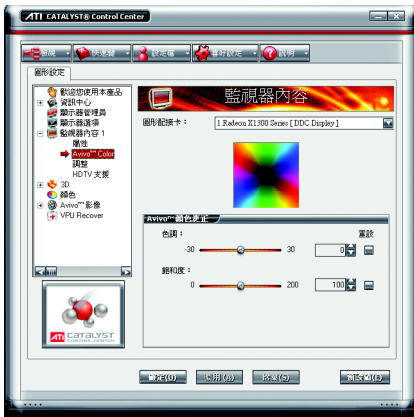 ATI CATALYST® Control Center
檢視
快速篇
設定檔
喜好設定
說明
圖形設定
歡迎您使用本產品
資訊中心
顯示器管理員
顯示器選項
監視器內容 1
屬性
Avivo™ Color
調整
HDTV 支援
3D
顏色
Avivo™ 影像
VPU Recover
ATI CATALYST
CONTROL CENTER
監視器內容
圖形配接卡：
1.Radeon X1300 Series [ DDC Display ]
Avivo™ 顏色更正
色調：
重設
-30
30
0
飽和度：
0
200
100
確定(O)
套用(A)
預設值(E)